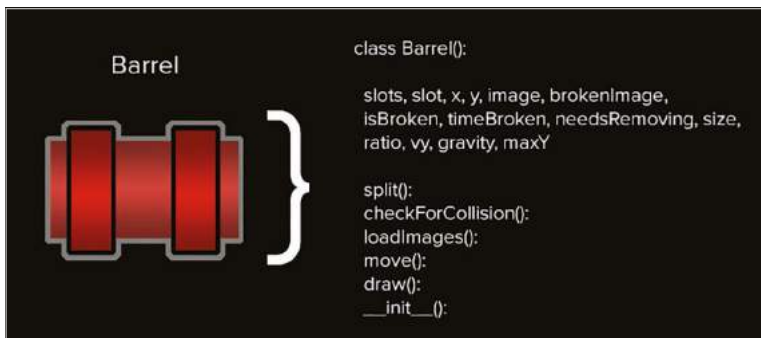 Barrel
class Barrel():
slots, slot, x, y, image, brokenImage,
isBroken, timeBroken, needsRemoving, size,
ratio, vy, gravity, maxY
split():
checkForCollision():
loadImages():
move():
draw():
__init__():